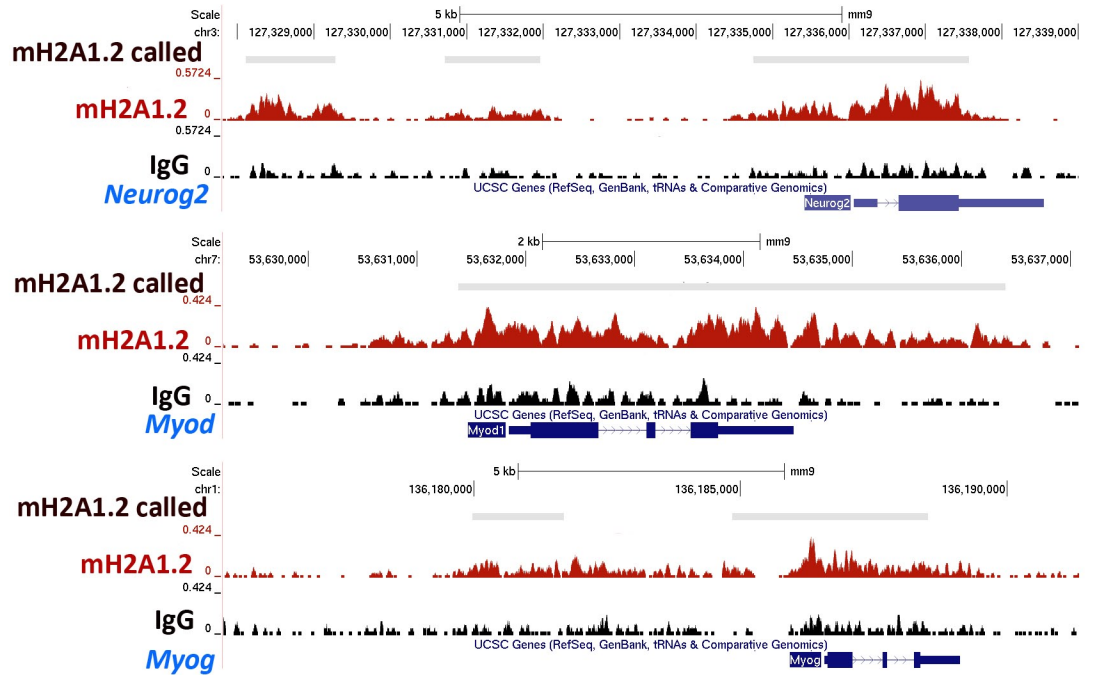 Scale 5 kb mm9
chr3: 127,329,000 127,330,000 127,331,000 127,332,000 127,333,000 127,334,000 127,335,000 127,336,000 127,337,000 127,338,000 127,339,000
mH2A1.2 called
0.5724
mH2A1.2 0
0.5724
IgG 0
Neurog2 UCSC Genes (RefSeq, GenBank, tRNAs & Comparative Genomics)
Neurog2
Scale 2 kb mm9
chr7: 53,630,000 53,631,000 53,632,000 53,633,000 53,634,000 53,635,000 53,636,000 53,637,000
mH2A1.2 called
0.424
mH2A1.2 0
0.424
IgG 0
Myod UCSC Genes (RefSeq, GenBank, tRNAs & Comparative Genomics)
Myod1
Scale 5 kb mm9
chr1: 136,180,000 136,185,000 136,190,000
mH2A1.2 called
0.424
mH2A1.2 0
0.424
IgG 0
Myog UCSC Genes (RefSeq, GenBank, tRNAs & Comparative Genomics)
Myog